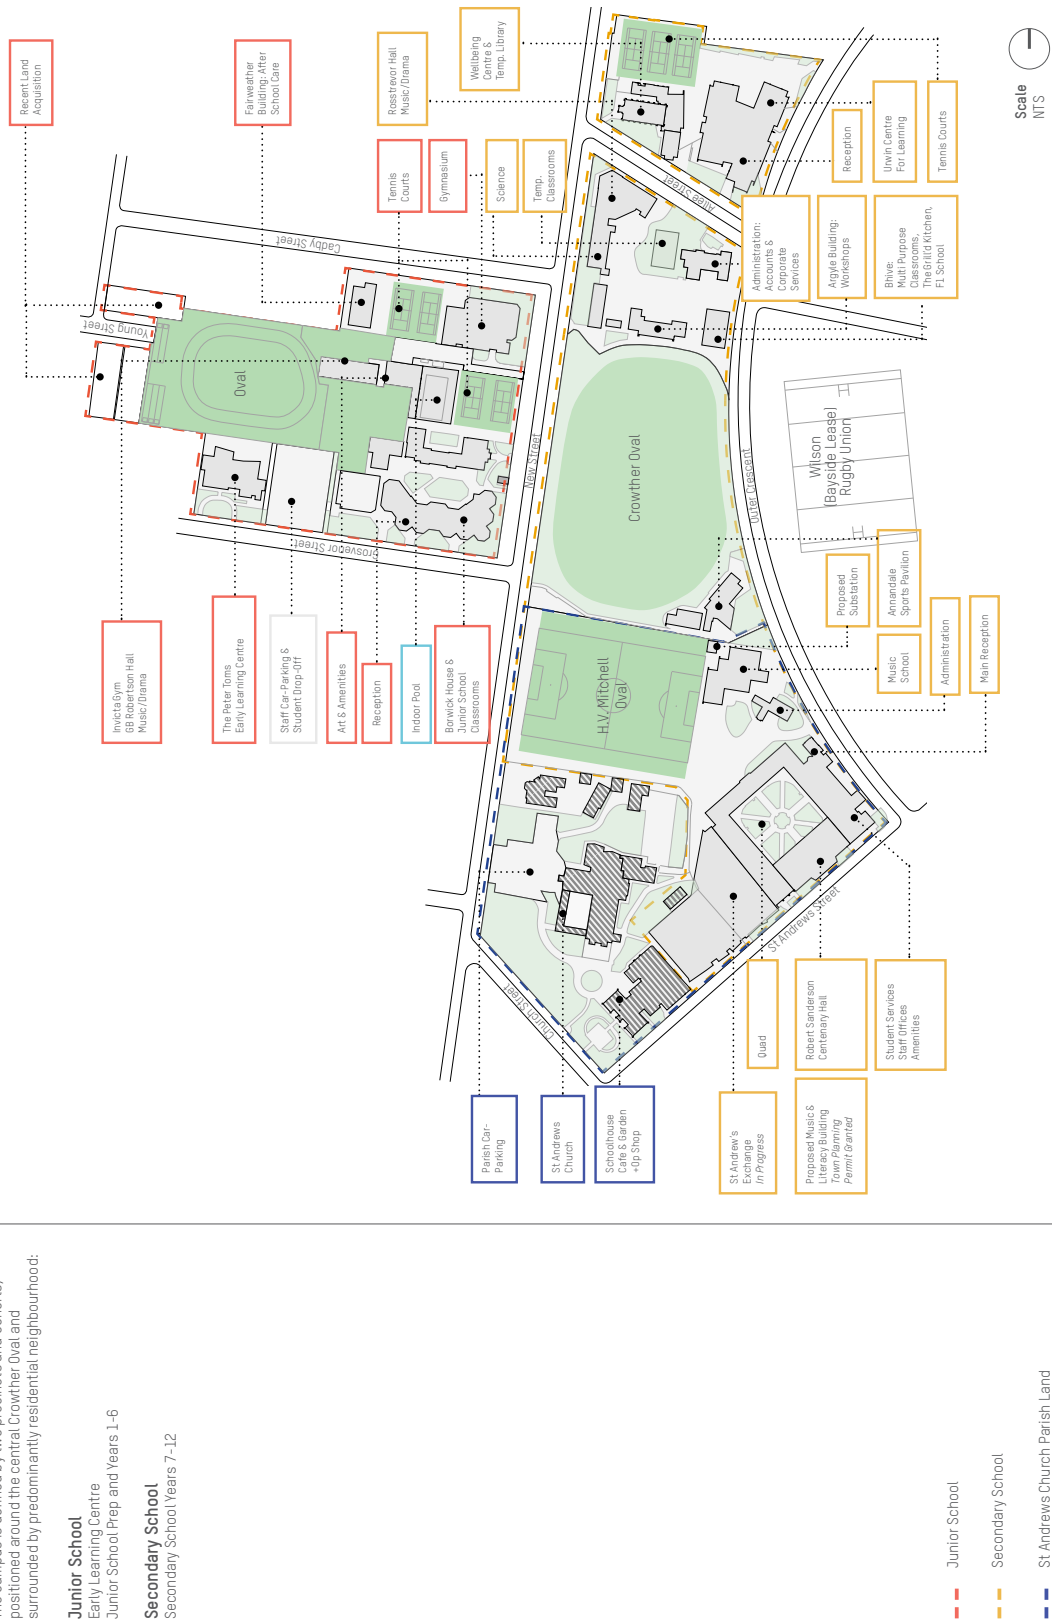 positioned around the central Crowther Oval and
surrounded by predominantly residential neighbourhood:
Junior School
Early Learning Centre
Junior School Prep and Years 1-6
Secondary School
Secondary School Years 7-12
Junior School
Secondary School
St Andrews Church Parish Land
Recent Land
Acquisition
Fairweather
Building: After
School Care
Rosstrevor Hall
Music/Drama
Wellbeing
Centre &
Temp. Library
Tennis
Courts
Gymnasium
Science
Temp.
Classrooms
Reception
Urwin Centre
For Learning
Tennis Courts
Administration:
Accounts &
Corporate
Services
Argyle Building:
Workshops
Bhive:
Multi Purpose
Classrooms,
The Grill'd Kitchen,
F1 School
Scale
NTS
Cadby Street
Young Street
Grosvenor Street
New Street
Allee Street
Outer Crescent
Church Street
St Andrews Street
Oval
Crowther Oval
H.V. Mitchell
Oval
Wilson
(Bayside Lease)
Rugby Union
Invicta Gym
GB Robertson Hall
Music/Drama
The Peter Toms
Early Learning Centre
Staff Car-Parking &
Student Drop-Off
Art & Amenities
Reception
Indoor Pool
Borwick House &
Junior School
Classrooms
Proposed
Substation
Annandale
Sports Pavilion
Music
School
Administration
Main Reception
Parish Car-
Parking
St Andrews
Church
Schoolhouse
Cafe & Garden
+Op Shop
St Andrew's
Exchange
In Progress
Quad
Robert Sanderson
Centenary Hall
Student Services
Staff Offices
Amenities
Proposed Music &
Literacy Building
Town Planning
Permit Granted